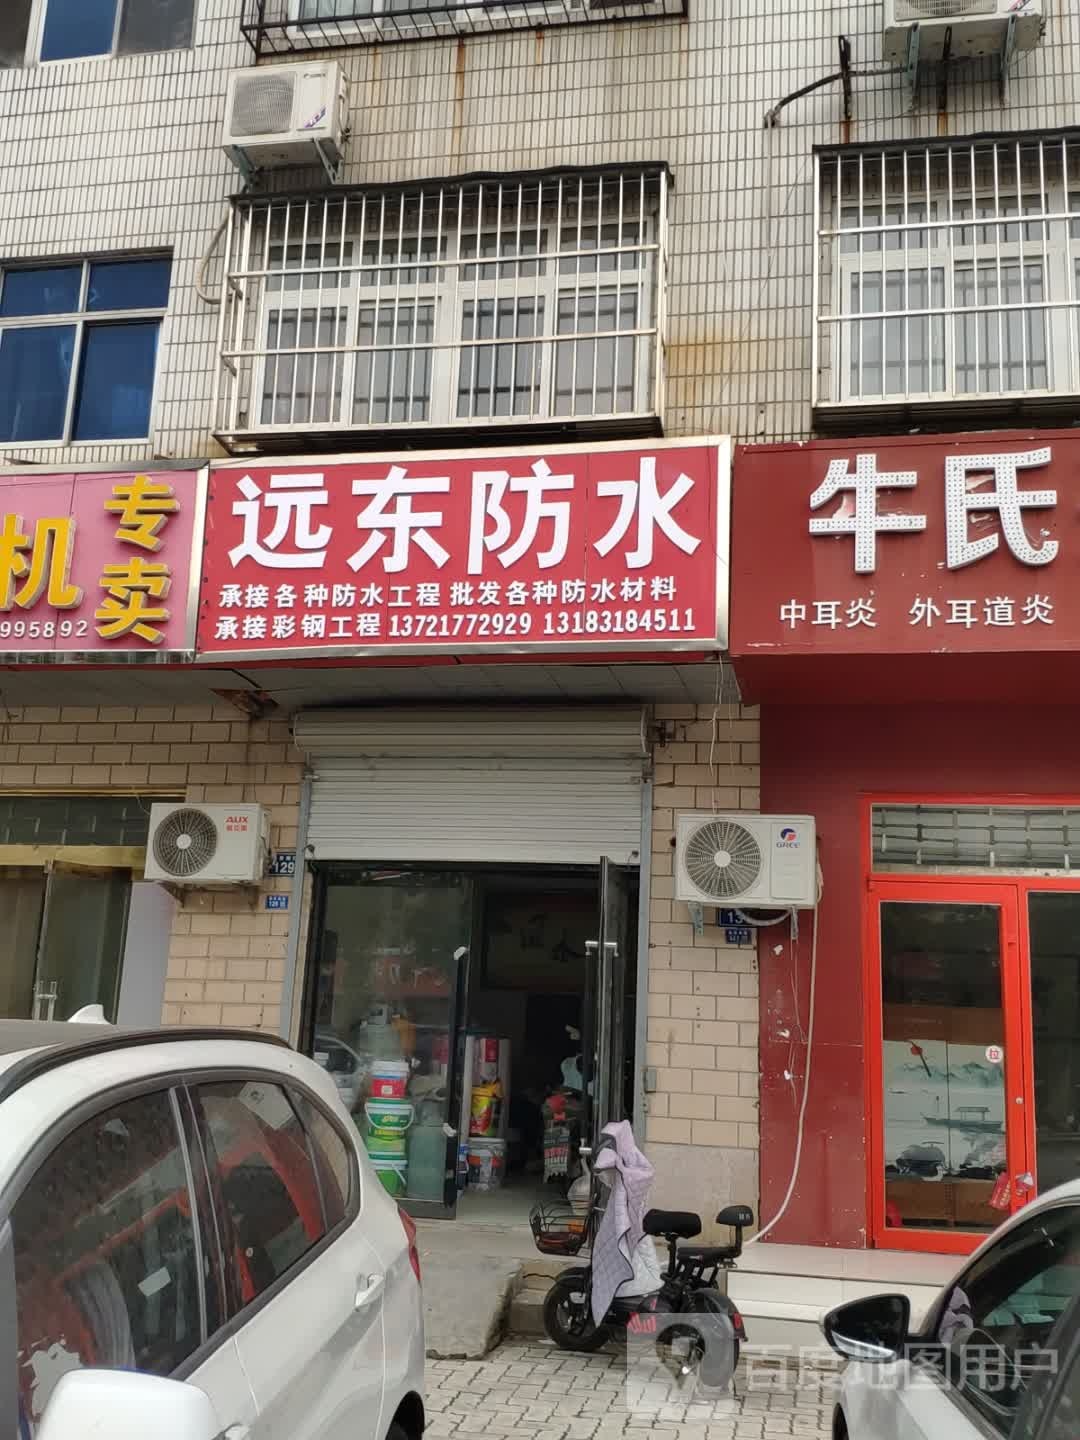 专卖
机
995892
远东防水
承接各种防水工程 批发各种防水材料
承接彩钢工程 13721772929 13183184511
牛氏
中耳炎 外耳道炎
AUX
GREE
129
拉
百度地图用户